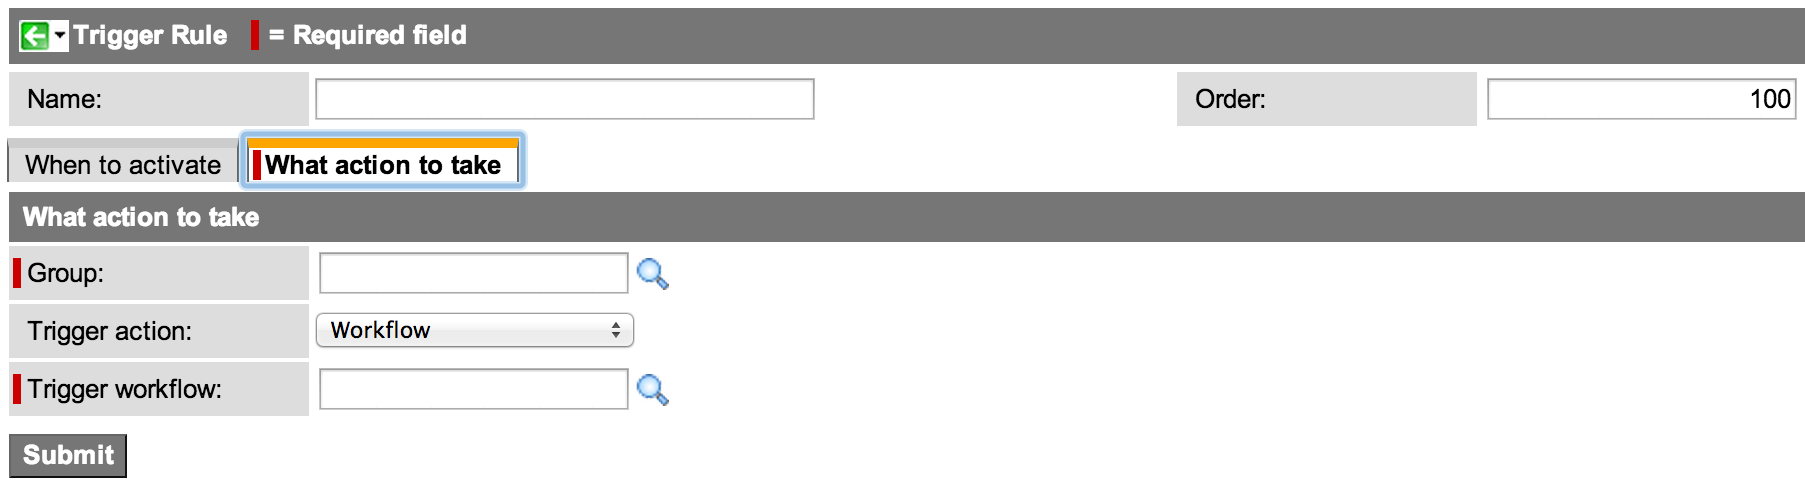 Trigger Rule = Required field
Name:
Order: 100
When to activate What action to take
What action to take
Group:
Trigger action: Workflow
Trigger workflow:
Submit